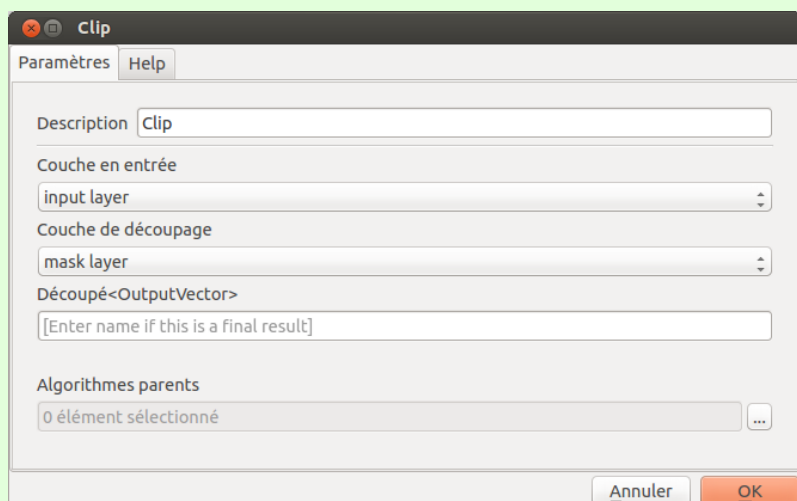 Clip
Paramètres Help
Description Clip
Couche en entrée
input layer
Couche de découpage
mask layer
Découpé<OutputVector>
[Enter name if this is a final result]
Algorithmes parents
0 élément sélectionné ...
Annuler OK